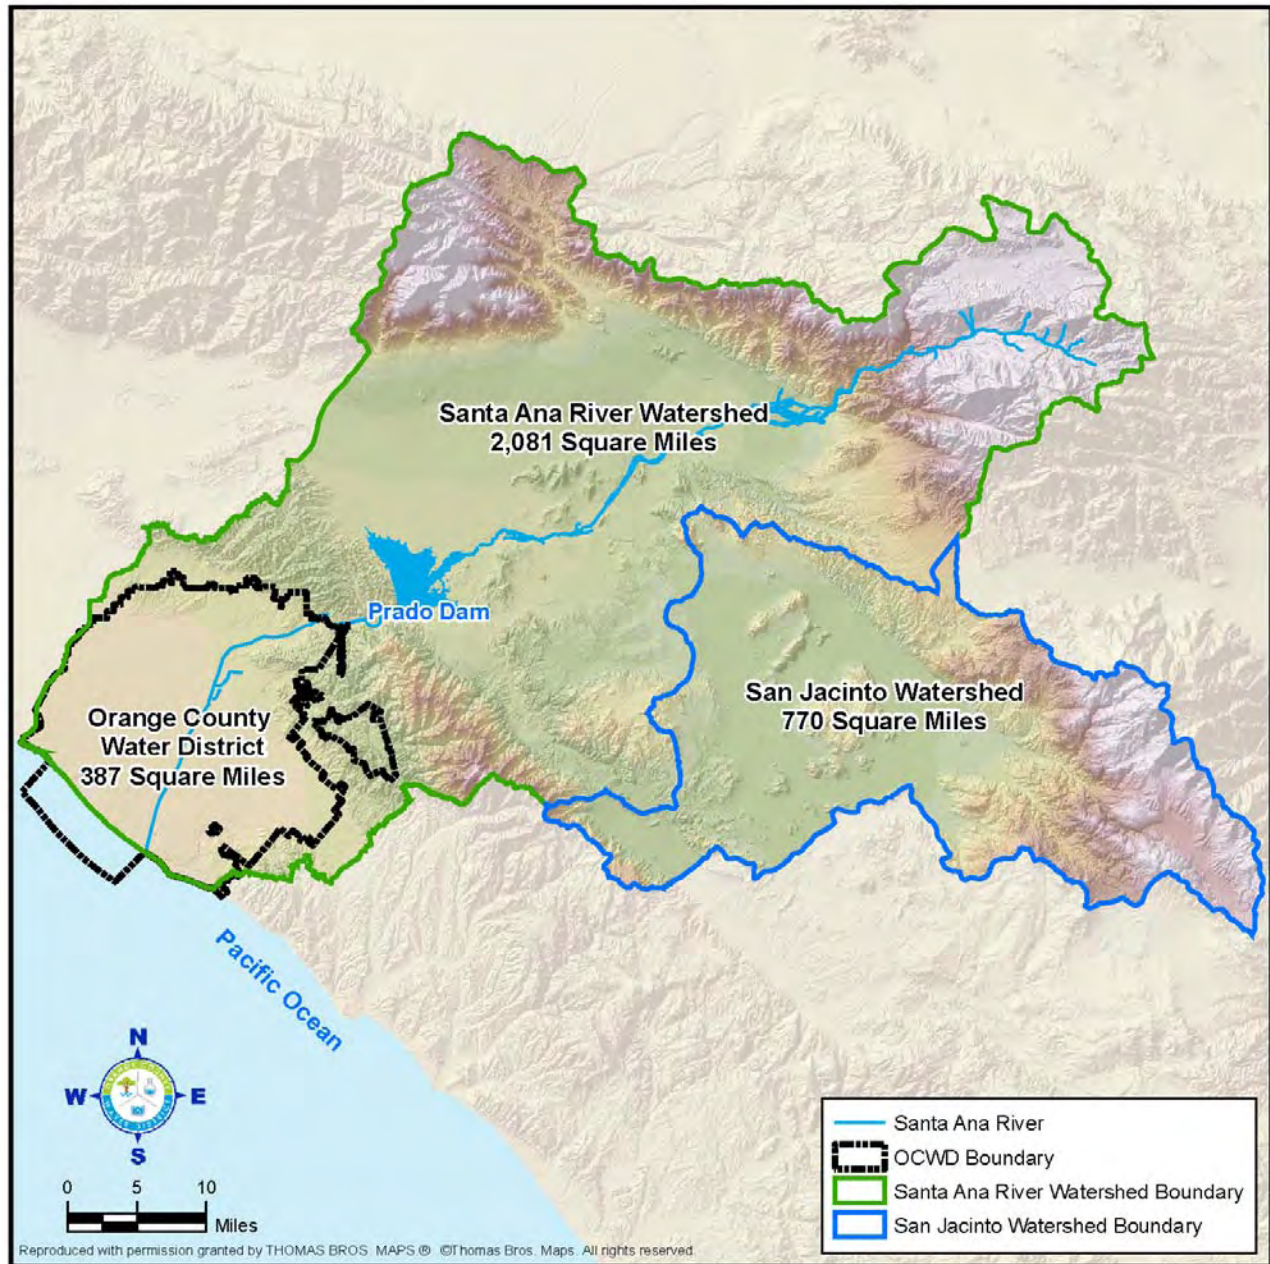 Santa Ana River Watershed
2,081 Square Miles
Prado Dam
San Jacinto Watershed
770 Square Miles
Orange County
Water District
387 Square Miles
Pacific Ocean
N
W
E
S
0 5 10
Miles
Santa Ana River
OCWD Boundary
Santa Ana River Watershed Boundary
San Jacinto Watershed Boundary
Reproduced with permission granted by THOMAS BROS. MAPS ® ©Thomas Bros. Maps. All rights reserved.